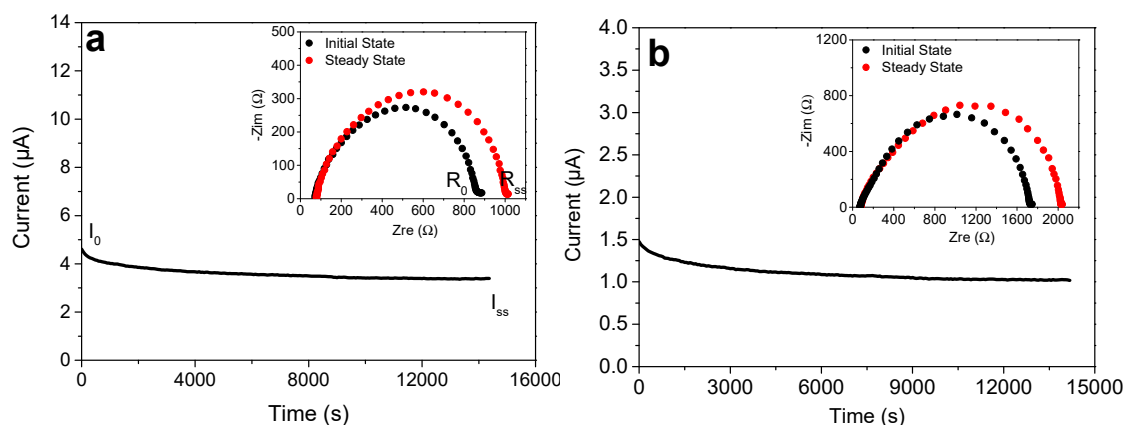 a
Current (µA)
14
12
10
8
6
4
2
0
I0
Iss
0 4000 8000 12000 16000
Time (s)
Initial State
Steady State
-Zim (Ω)
500
400
300
200
100
0
R0 Rss
0 200 400 600 800 1000
Zre (Ω)
b
Current (µA)
4.0
3.5
3.0
2.5
2.0
1.5
1.0
0.5
0.0
0 3000 6000 9000 12000 15000
Time (s)
Initial State
Steady State
-Zim (Ω)
1200
800
400
0
0 400 800 1200 1600 2000
Zre (Ω)